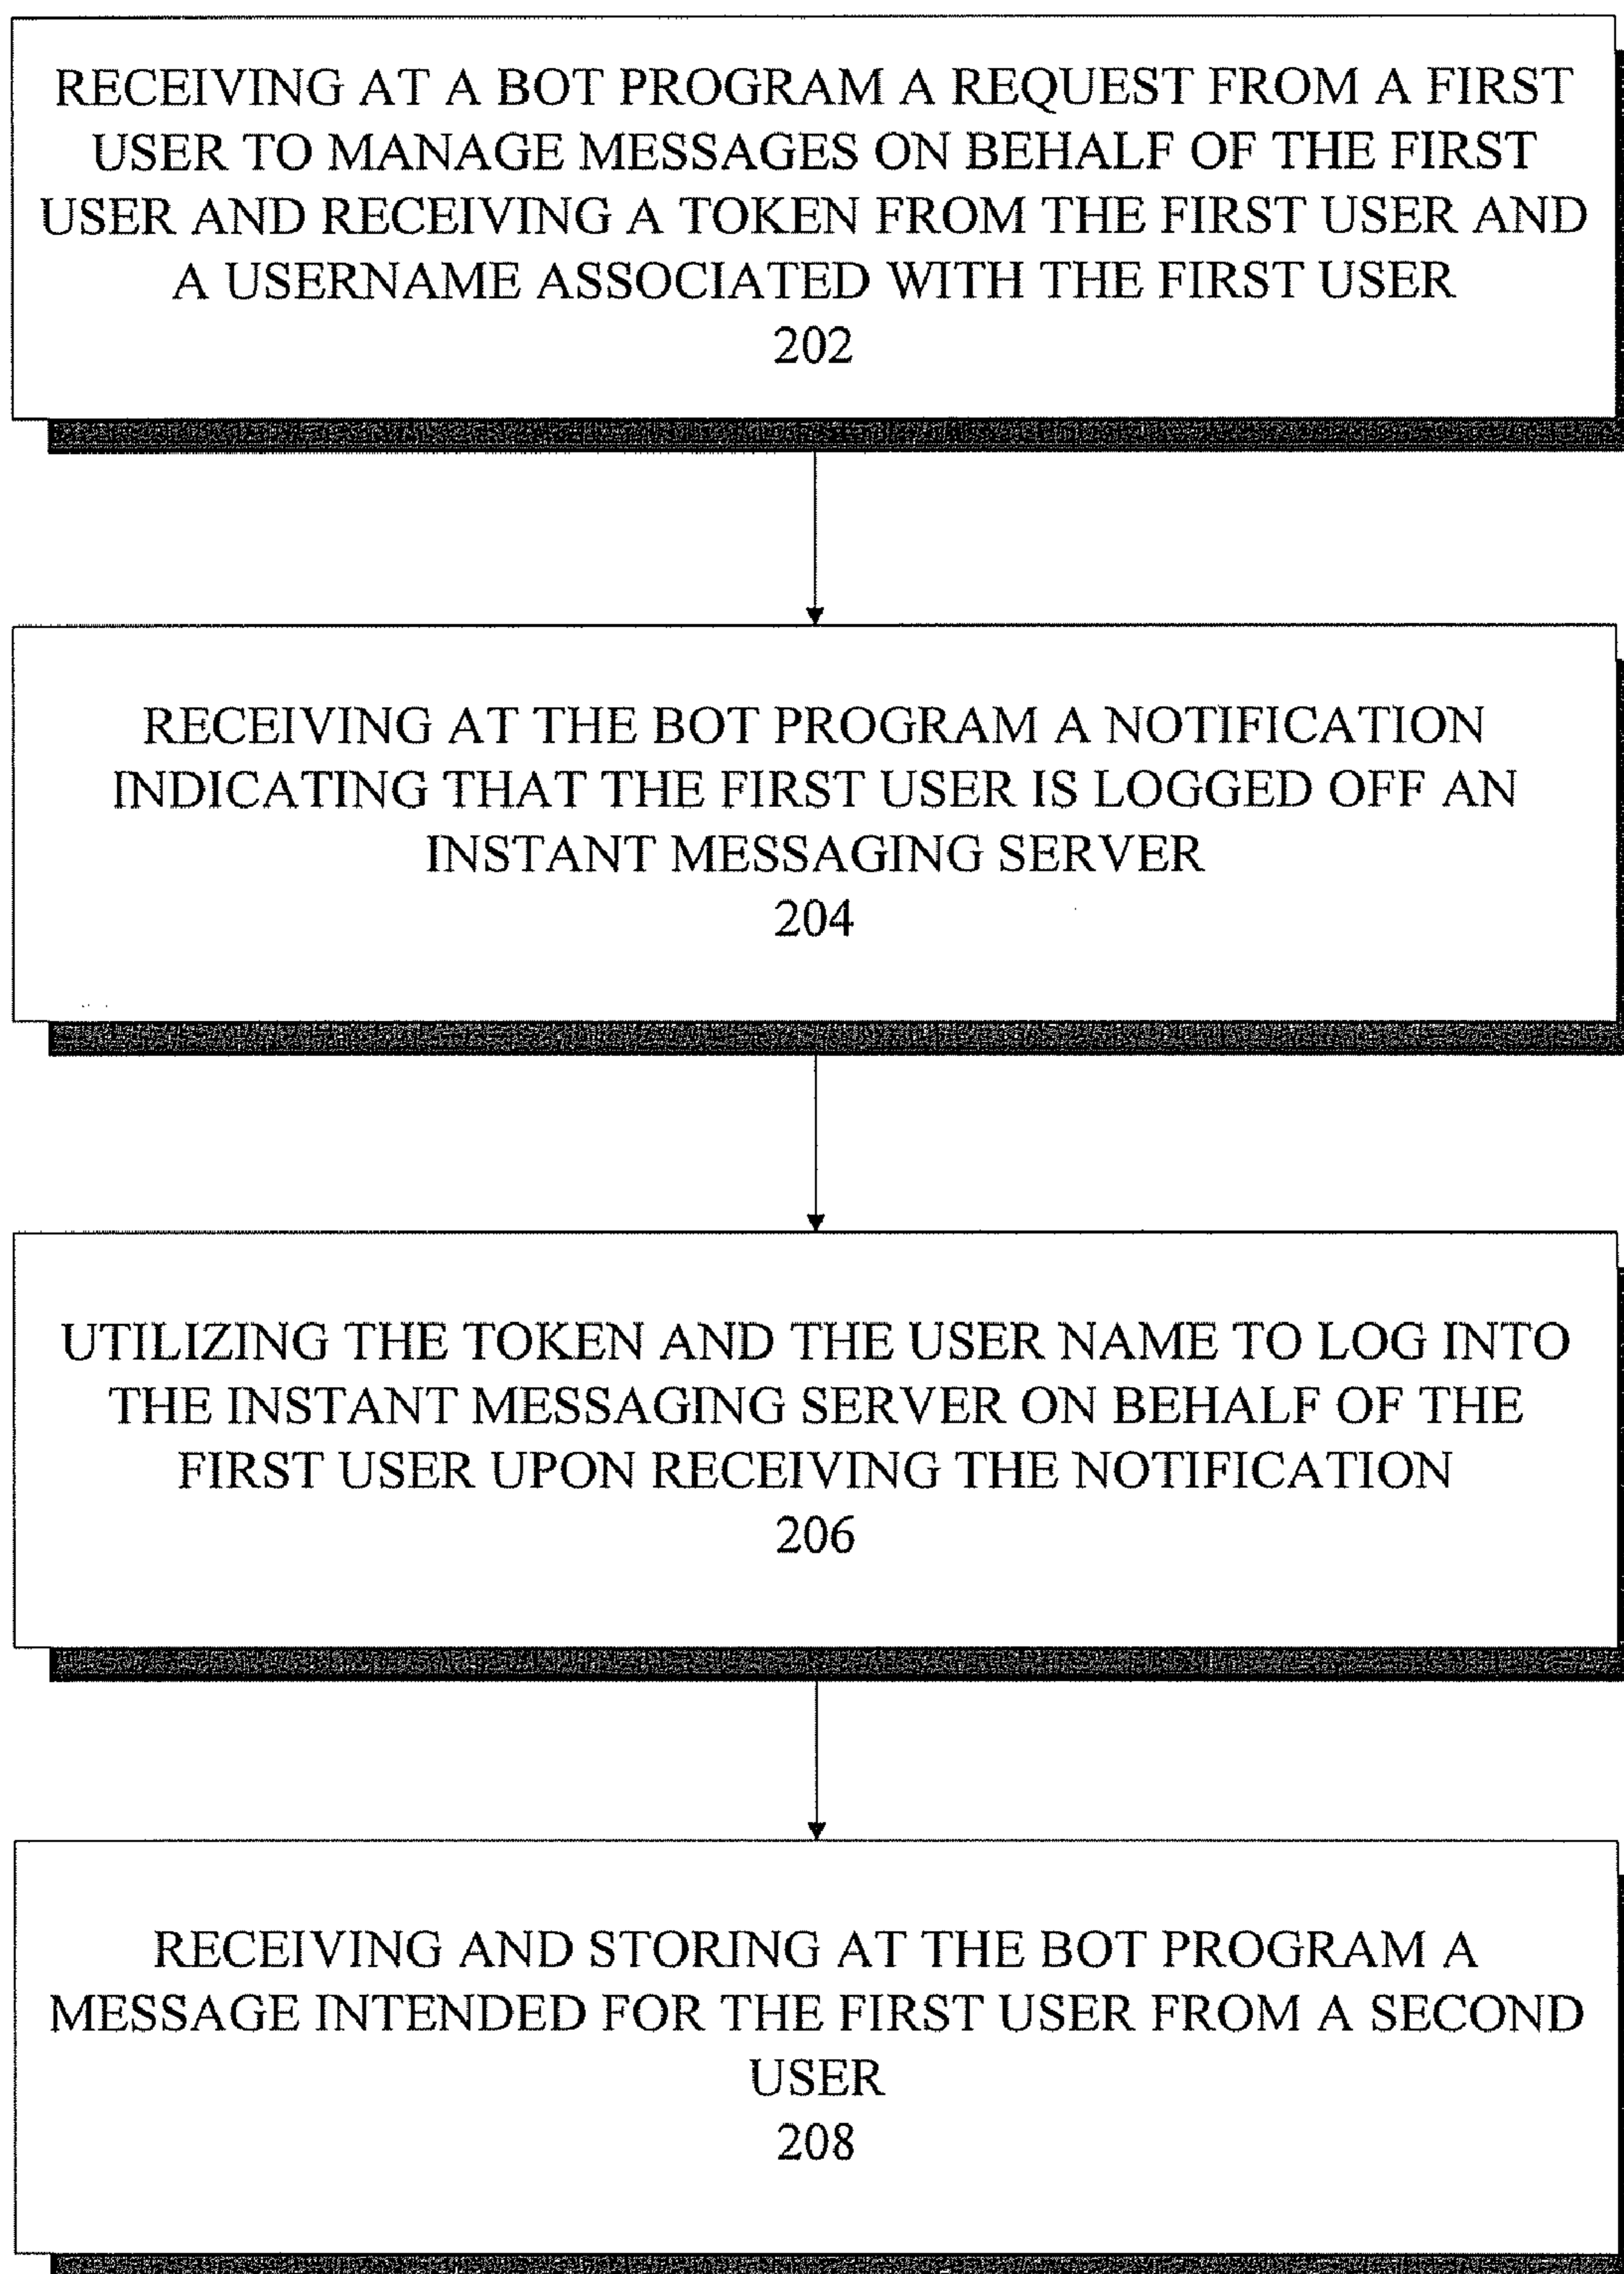 RECEIVING AT A BOT PROGRAM A REQUEST FROM A FIRST
USER TO MANAGE MESSAGES ON BEHALF OF THE FIRST
USER AND RECEIVING A TOKEN FROM THE FIRST USER AND
A USERNAME ASSOCIATED WITH THE FIRST USER
202
RECEIVING AT THE BOT PROGRAM A NOTIFICATION
INDICATING THAT THE FIRST USER IS LOGGED OFF AN
INSTANT MESSAGING SERVER
204
UTILIZING THE TOKEN AND THE USER NAME TO LOG INTO
THE INSTANT MESSAGING SERVER ON BEHALF OF THE
FIRST USER UPON RECEIVING THE NOTIFICATION
206
RECEIVING AND STORING AT THE BOT PROGRAM A
MESSAGE INTENDED FOR THE FIRST USER FROM A SECOND
USER
208